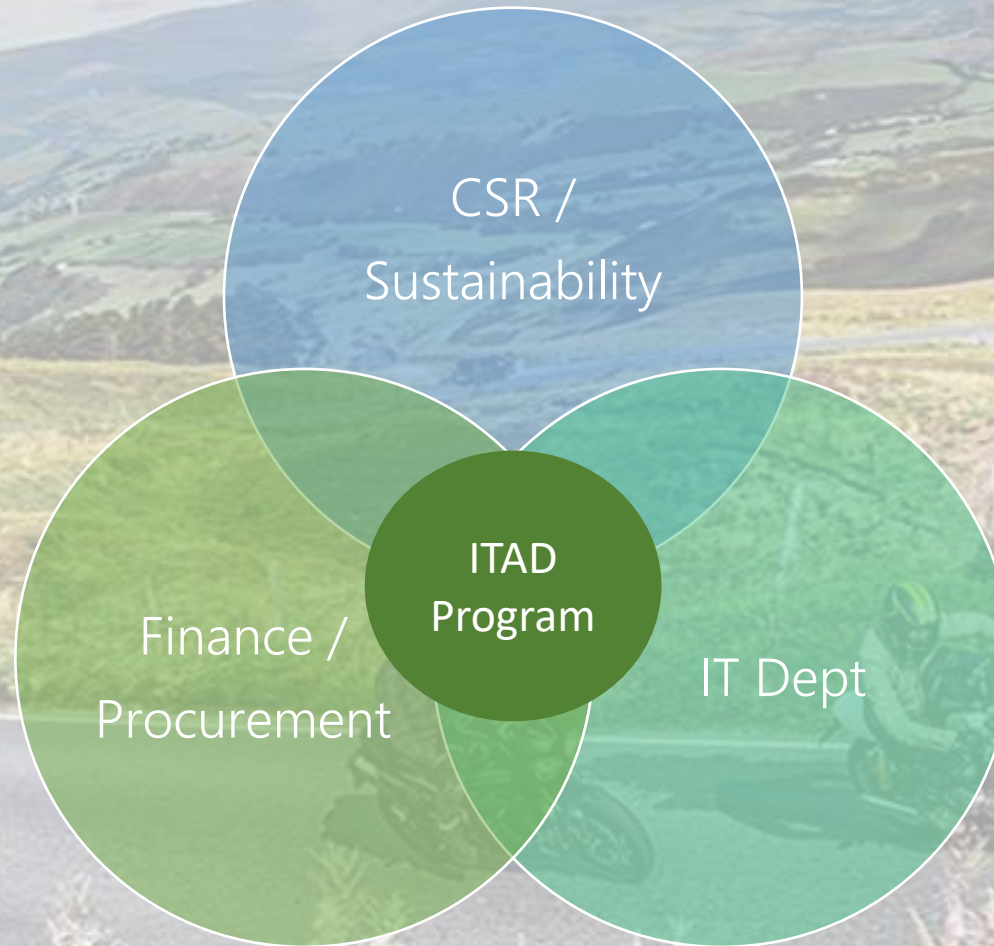 CSR /
Sustainability
ITAD
Program
Finance /
Procurement
IT Dept